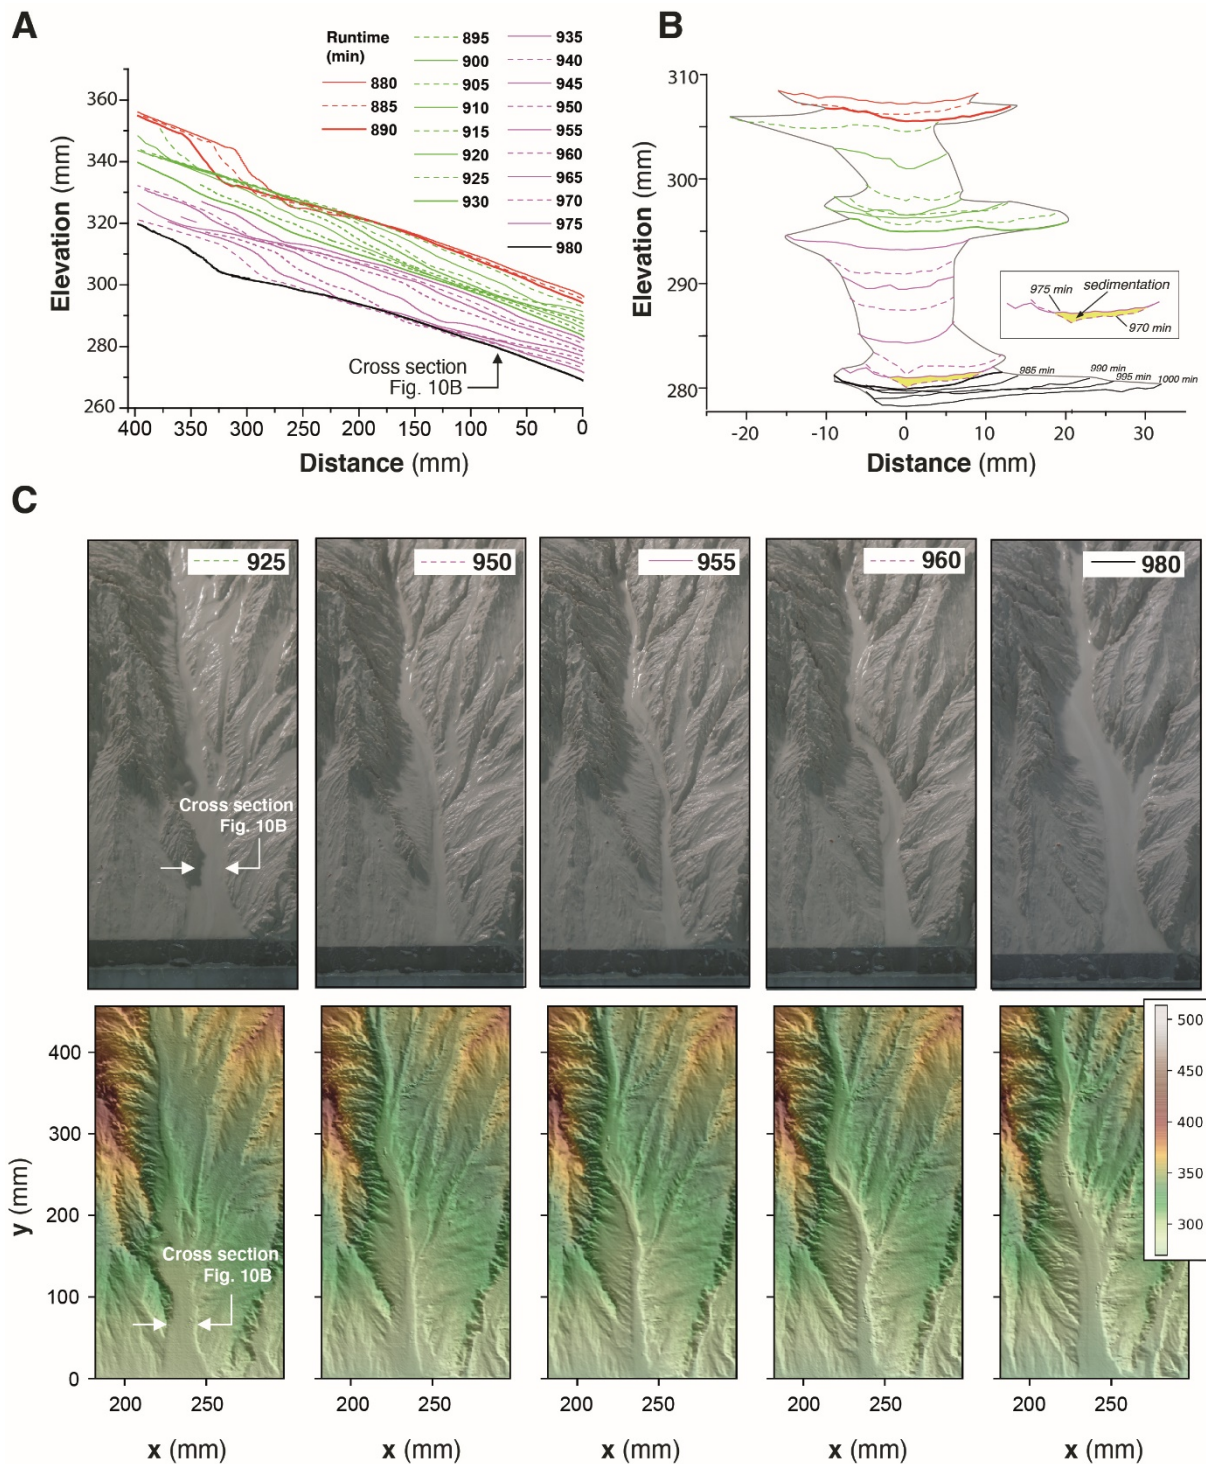 A
B
Runtime
(min)
880
885
890
895
900
905
910
915
920
925
930
935
940
945
950
955
960
965
970
975
980
360
340
320
300
280
260
Elevation (mm)
400
350
300
250
200
150
100
50
0
Distance (mm)
Cross section
Fig. 10B
310
300
290
280
Elevation (mm)
-20
-10
0
10
20
30
Distance (mm)
975 min
sedimentation
970 min
985 min
990 min
995 min
1000 min
C
925
950
955
960
980
Cross section
Fig. 10B
400
300
200
100
0
y (mm)
Cross section
Fig. 10B
500
450
400
350
300
200 250
200 250
200 250
200 250
200 250
x (mm)
x (mm)
x (mm)
x (mm)
x (mm)